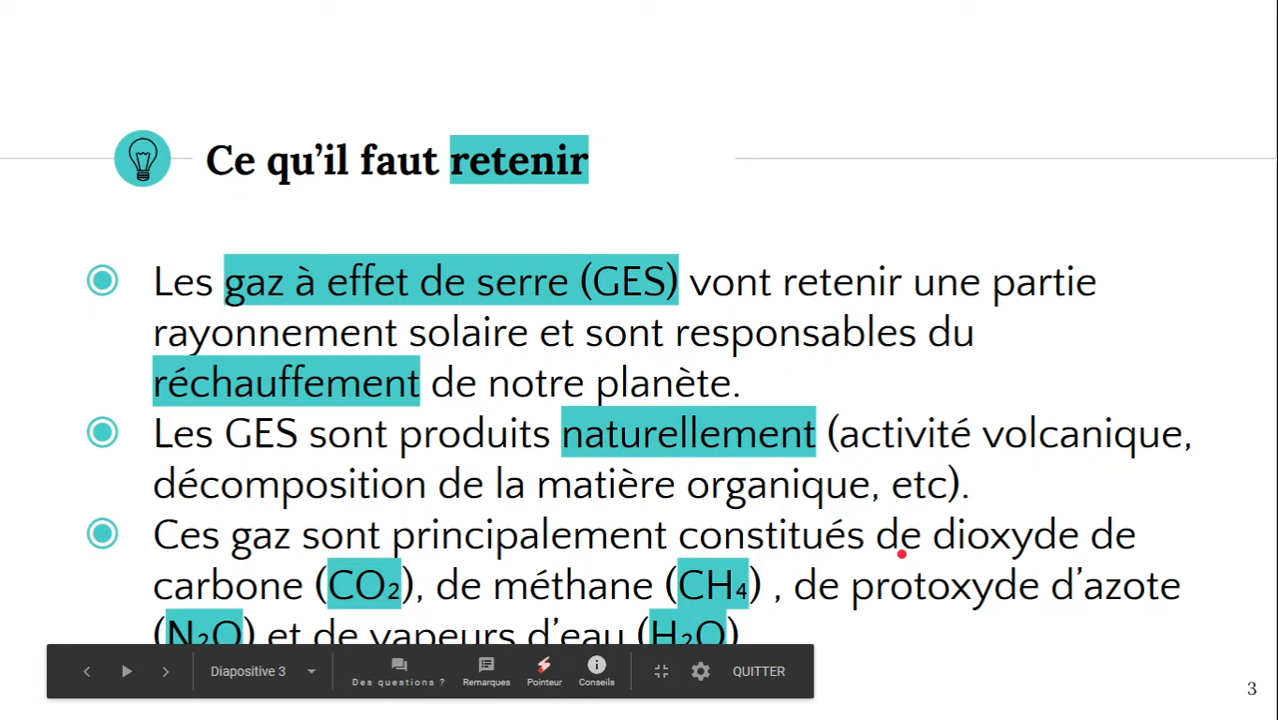 Ce qu’il faut retenir
Les gaz à effet de serre (GES) vont retenir une partie
rayonnement solaire et sont responsables du
réchauffement de notre planète.
Les GES sont produits naturellement (activité volcanique,
décomposition de la matière organique, etc).
Ces gaz sont principalement constitués de dioxyde de
carbone (CO₂), de méthane (CH₄) , de protoxyde d’azote
(N₂O) et de vapeurs d’eau (H₂O)
Diapositive 3
Des questions ?
Remarques
Pointeur
Conseils
QUITTER
3